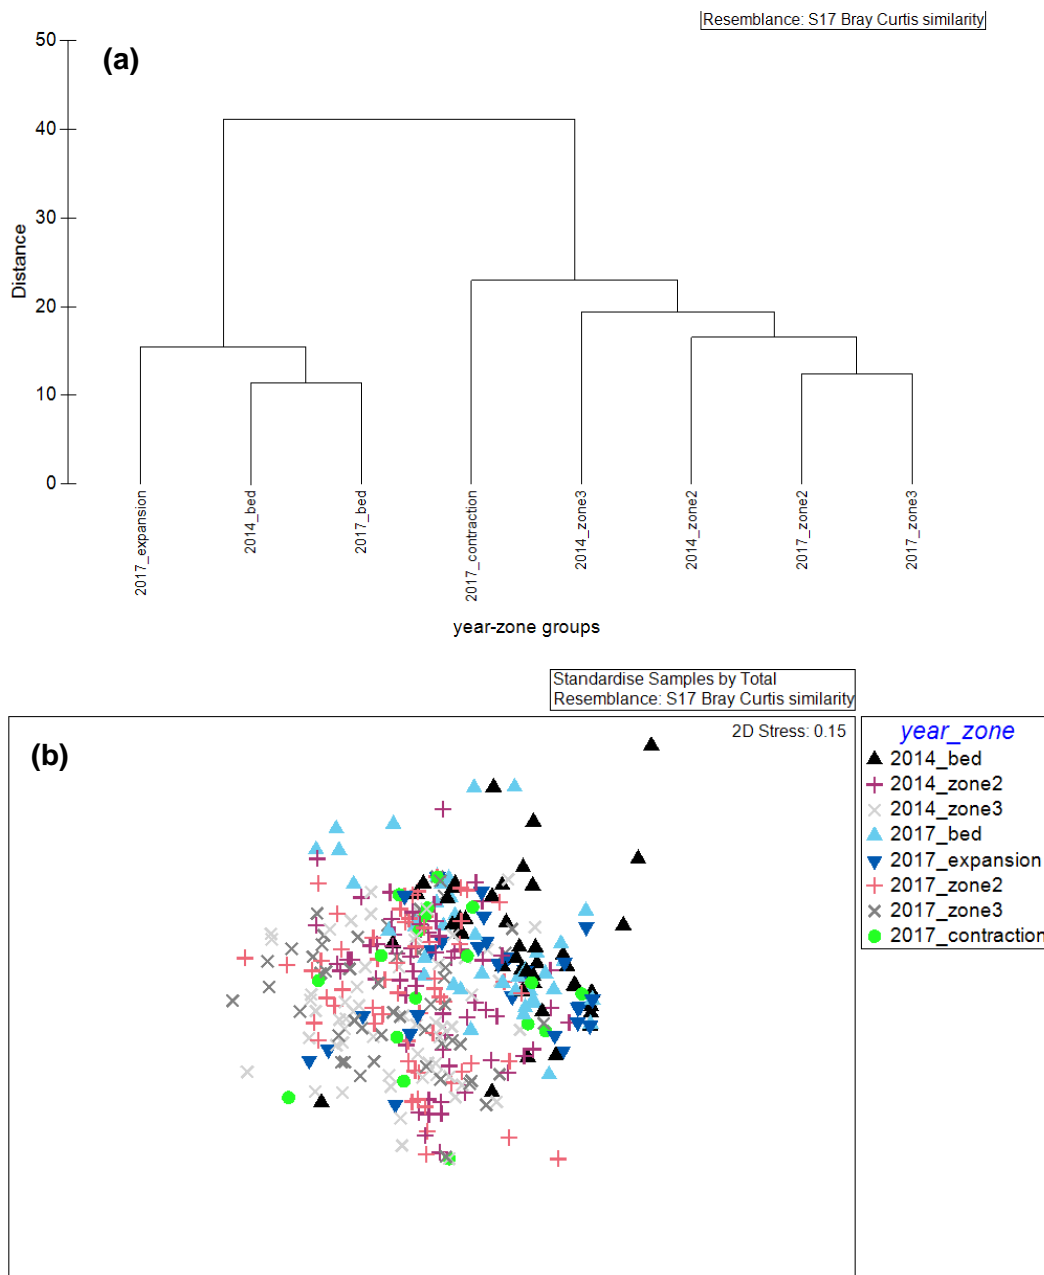 Resemblance: S17 Bray Curtis similarity
(a)
50
40
30
20
10
0
Distance
2017_expansion
2014_bed
2017_bed
2017_contraction
2014_zone3
2014_zone2
2017_zone2
2017_zone3
year-zone groups
Standardise Samples by Total
Resemblance: S17 Bray Curtis similarity
(b)
2D Stress: 0.15
year_zone
2014_bed
2014_zone2
2014_zone3
2017_bed
2017_expansion
2017_zone2
2017_zone3
2017_contraction